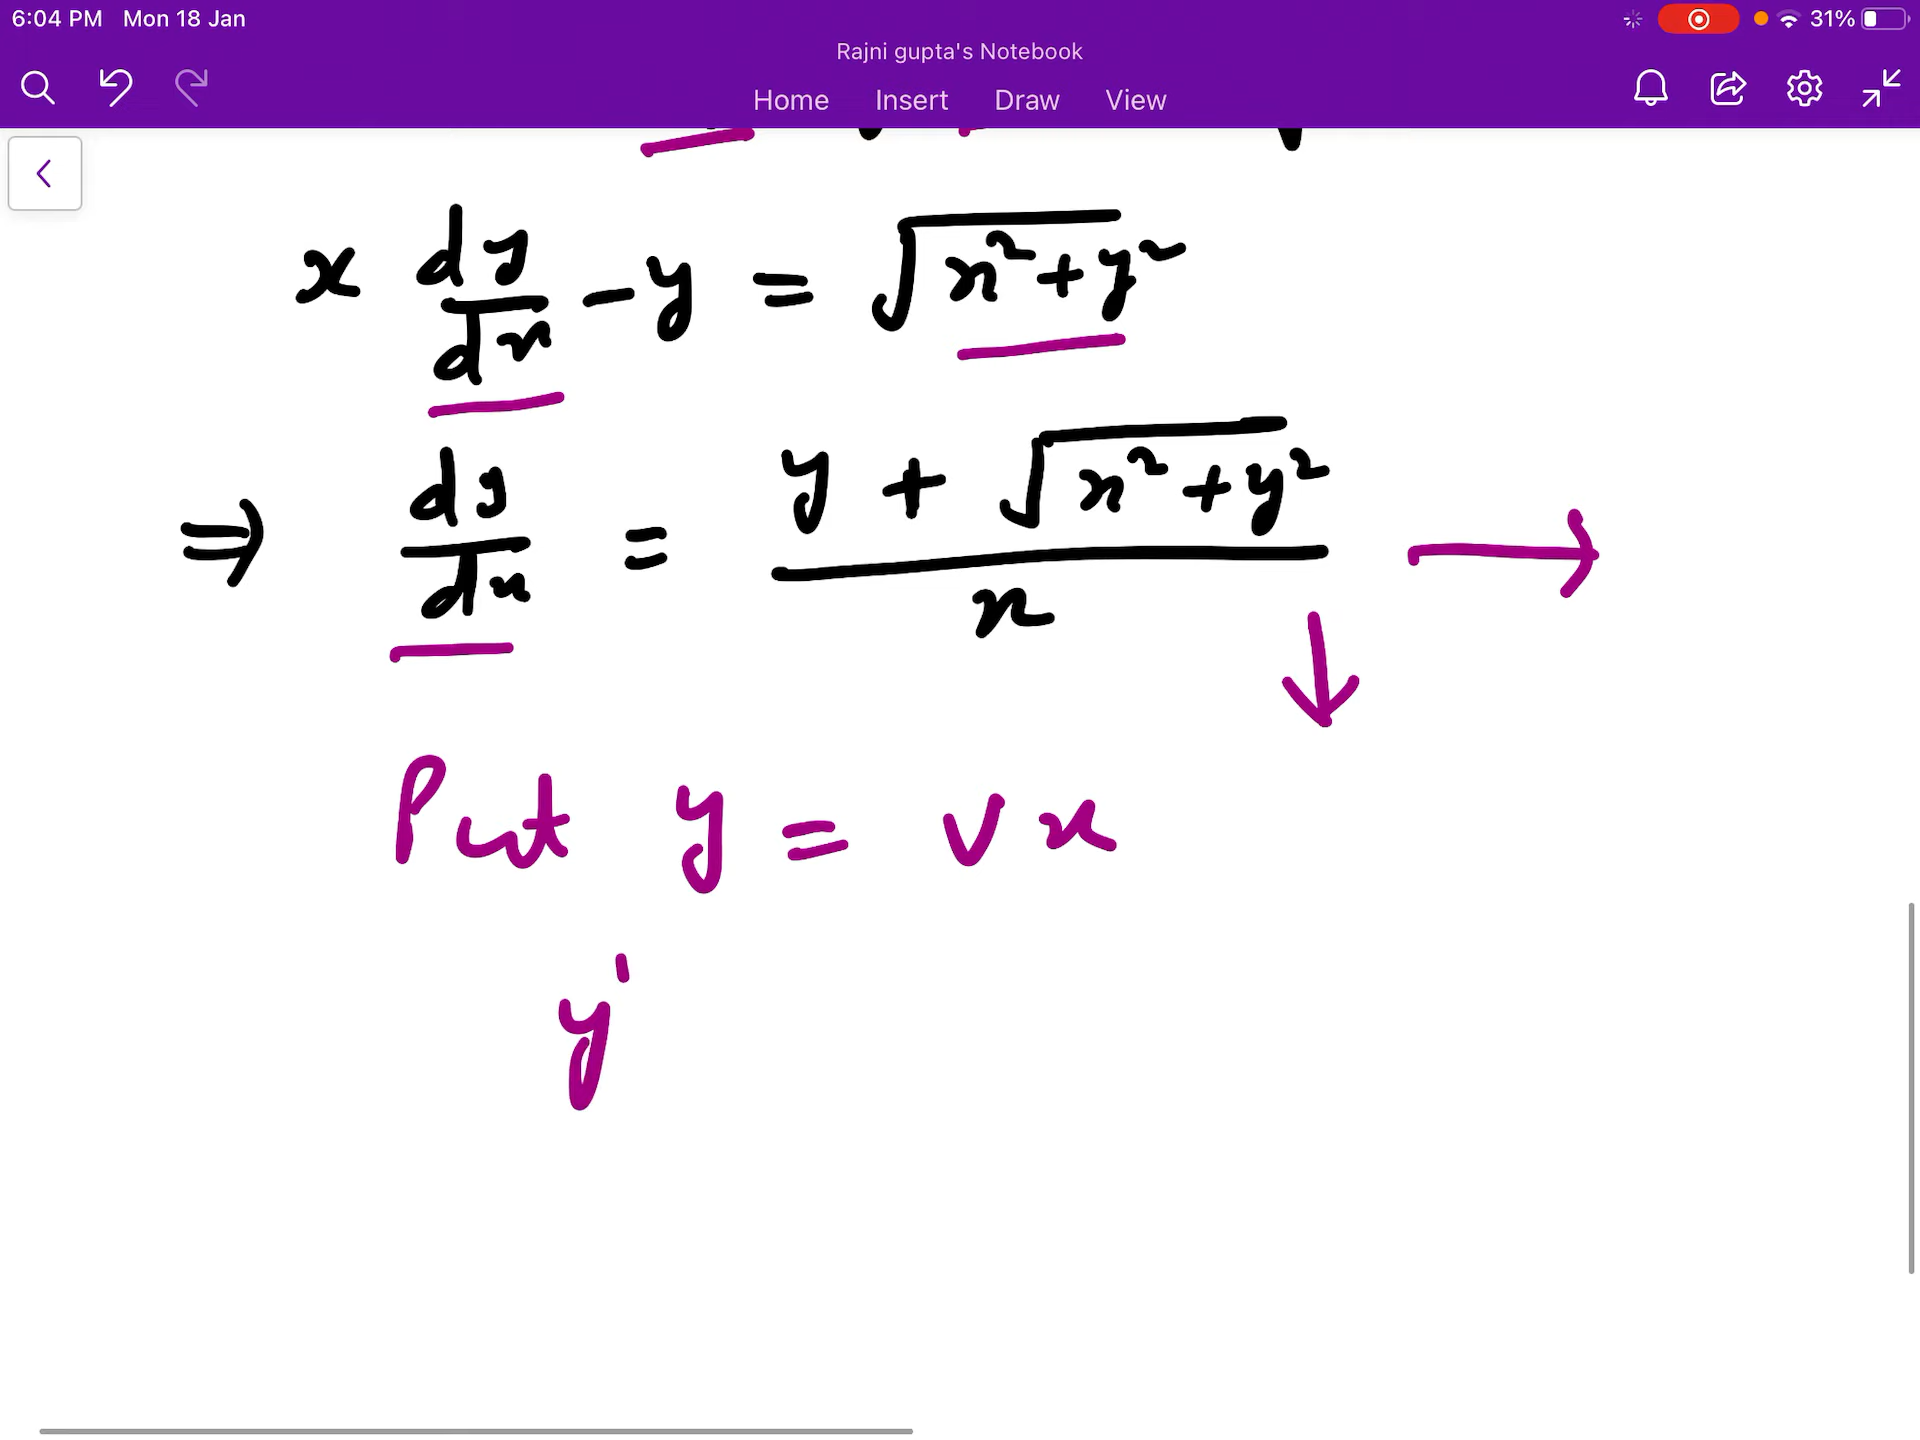 6:04 PM Mon 18 Jan
31%
Rajni gupta's Notebook
Home Insert Draw View
x dy/dx - y = √(x²+y²)
⇒ dy/dx = (y + √(x²+y²))/x →
↓
Put y = vx
y'